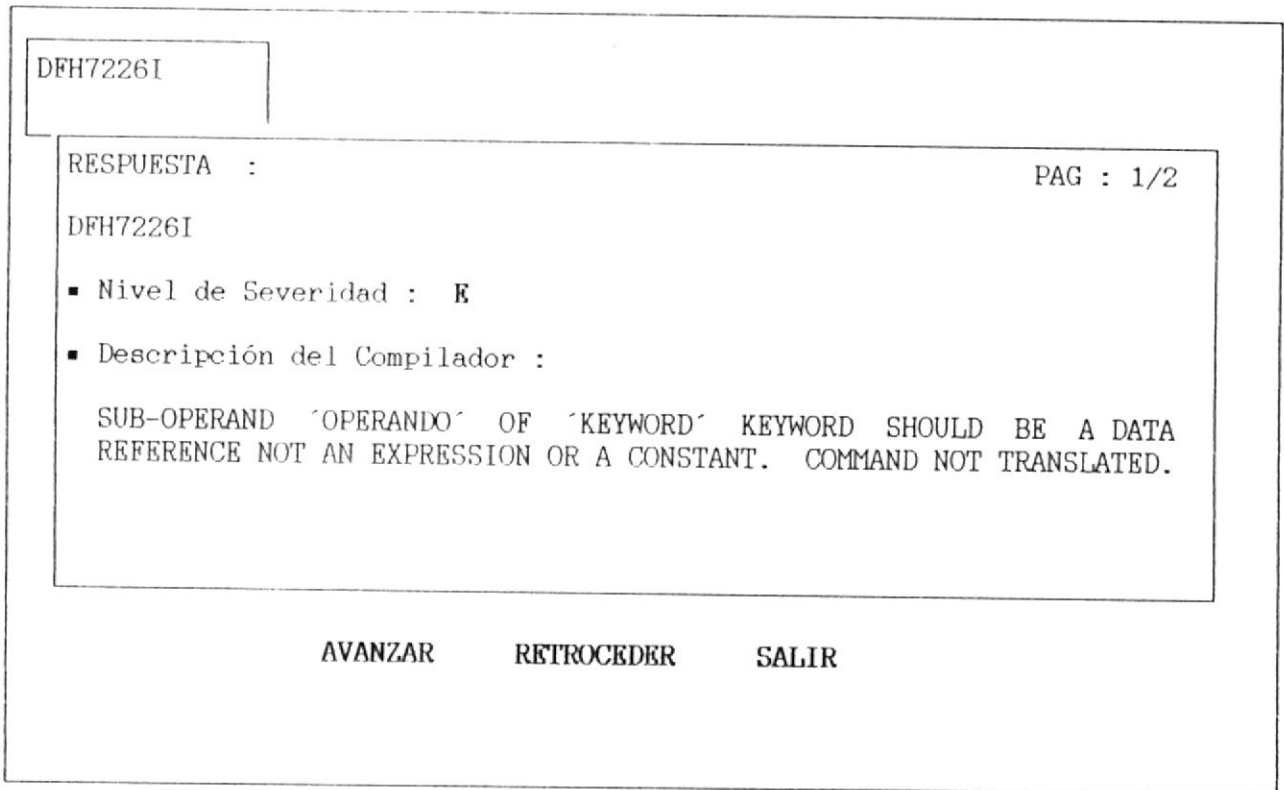 DFH7226I
RESPUESTA :
PAG : 1/2
DFH7226I
▪ Nivel de Severidad : E
▪ Descripción del Compilador :
SUB-OPERAND ´OPERANDO´ OF ´KEYWORD´ KEYWORD SHOULD BE A DATA
REFERENCE NOT AN EXPRESSION OR A CONSTANT. COMMAND NOT TRANSLATED.
AVANZAR RETROCEDER SALIR